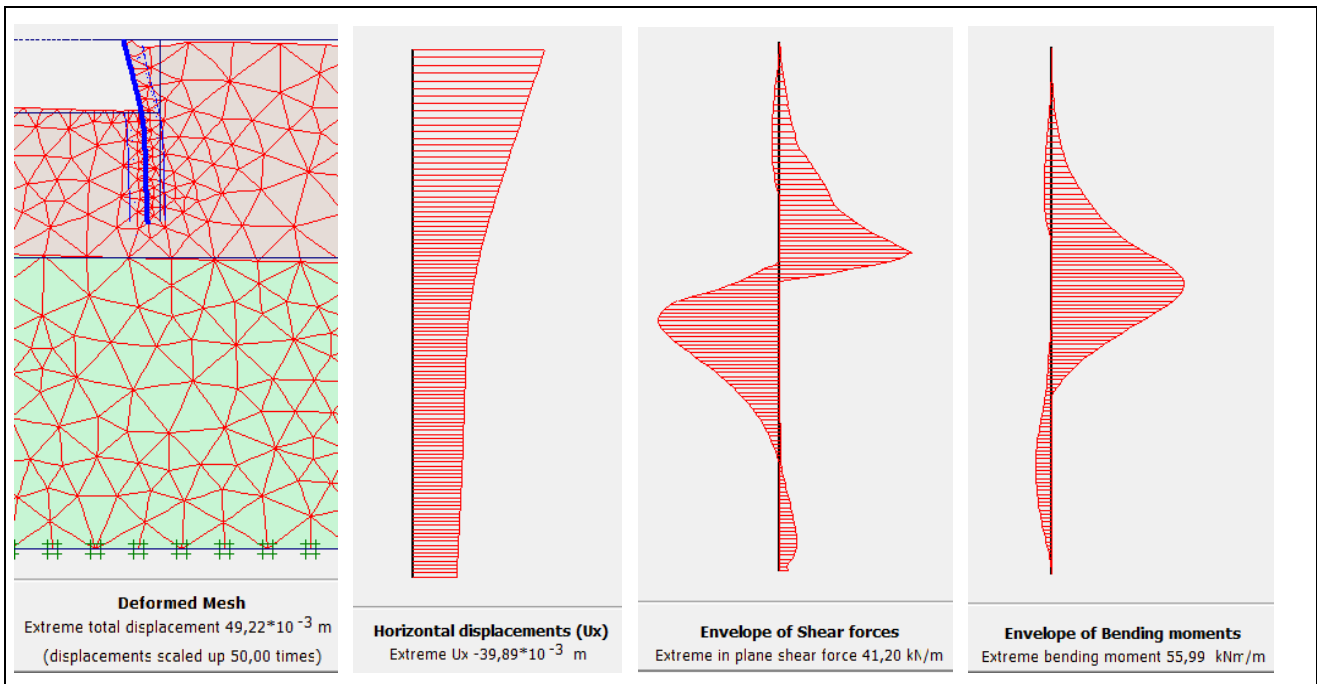 Deformed Mesh
Extreme total displacement 49,22*10 -3 m
(displacements scaled up 50,00 times)
Horizontal displacements (Ux)
Extreme Ux -39,89*10 -3 m
Envelope of Shear forces
Extreme in plane shear force 41,20 kN/m
Envelope of Bending moments
Extreme bending moment 55,99 kNm/m